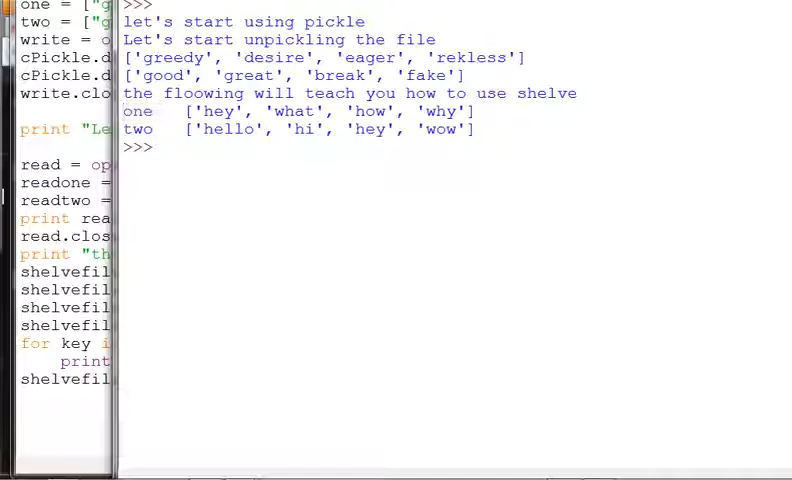 one = ["g
two = ["g
write = o
cPickle.d
cPickle.d
write.clo
print "Le
read = op
readone =
readtwo =
print rea
read.clos
print "th
shelvefil
shelvefil
shelvefil
shelvefil
for key i
print
shelvefil
>>>
let's start using pickle
Let's start unpickling the file
['greedy', 'desire', 'eager', 'rekless']
['good', 'great', 'break', 'fake']
the floowing will teach you how to use shelve
one ['hey', 'what', 'how', 'why']
two ['hello', 'hi', 'hey', 'wow']
>>>